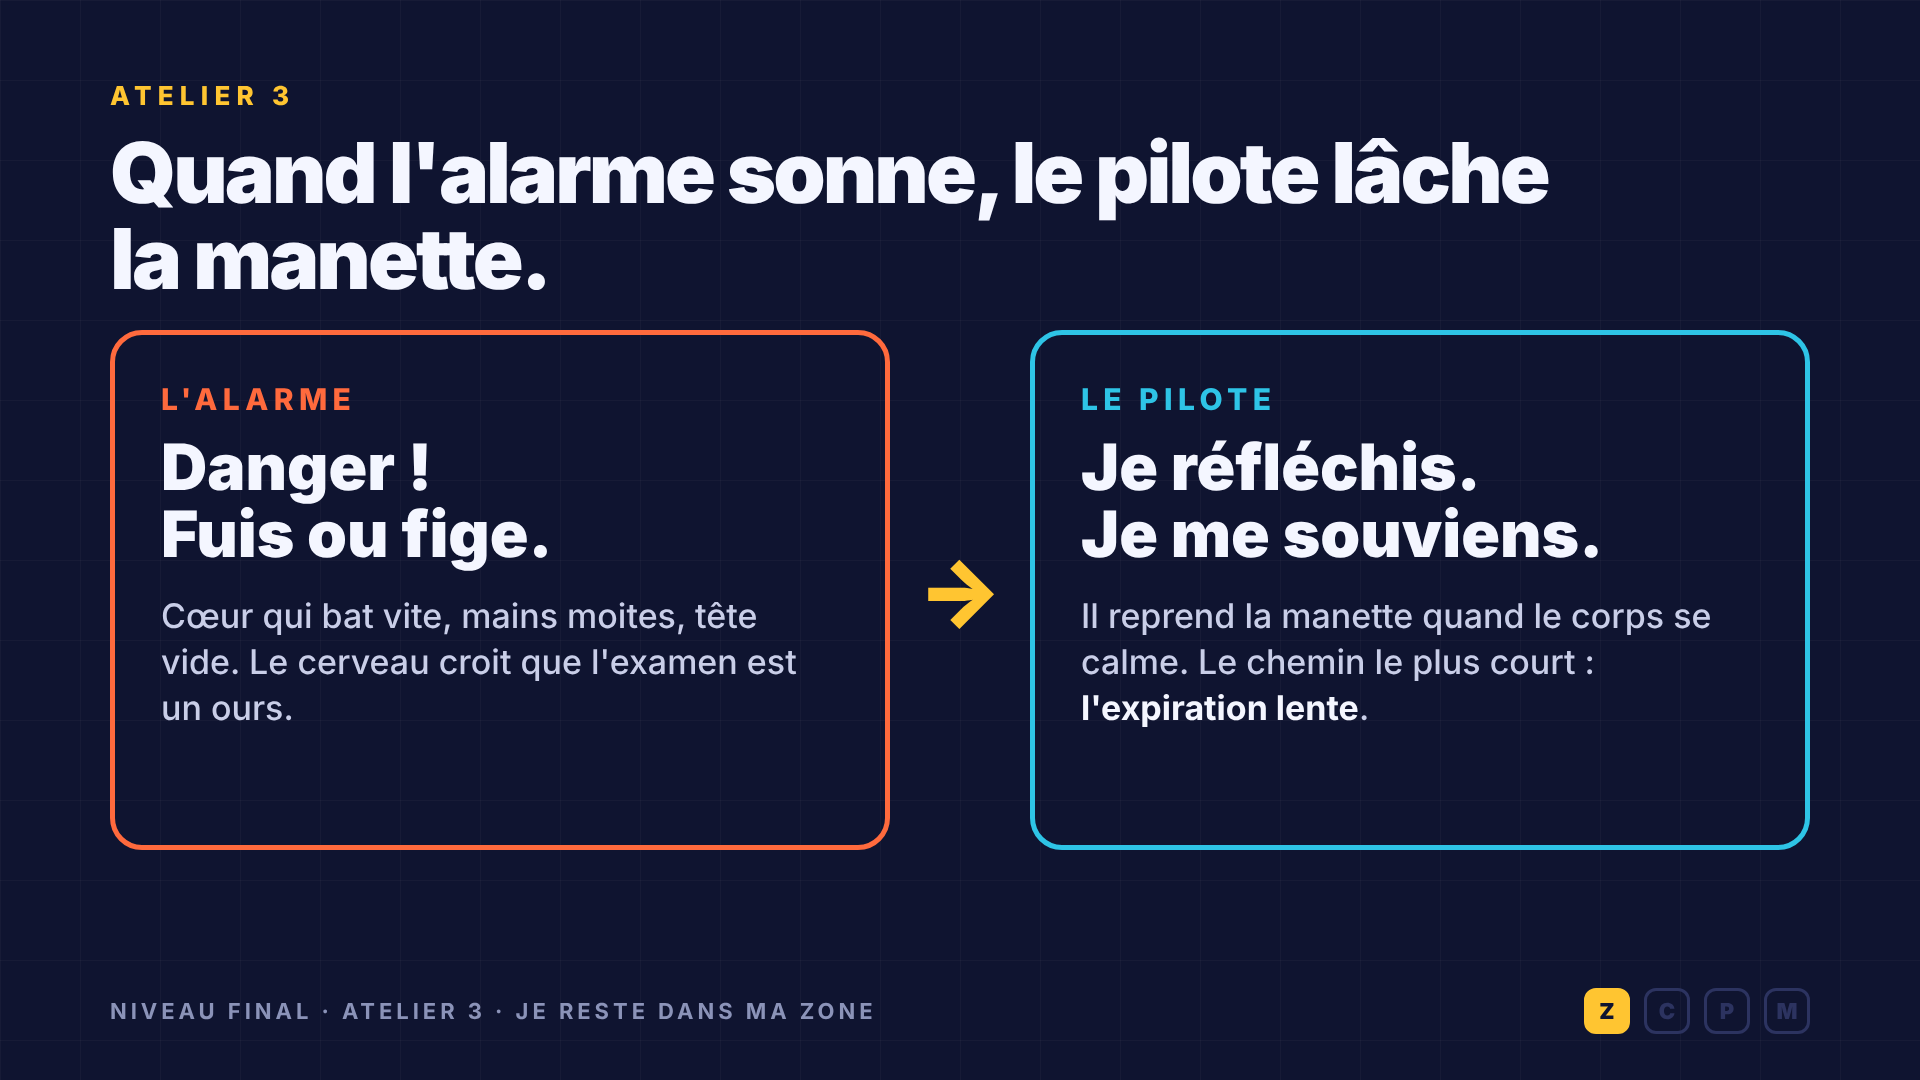 ATELIER 3
Quand l'alarme sonne, le pilote lâche
la manette.
L'ALARME
Danger !
Fuis ou fige.
Cœur qui bat vite, mains moites, tête
vide. Le cerveau croit que l'examen est
un ours.
LE PILOTE
Je réfléchis.
Je me souviens.
Il reprend la manette quand le corps se
calme. Le chemin le plus court :
l'expiration lente.
NIVEAU FINAL · ATELIER 3 · JE RESTE DANS MA ZONE
Z C P M